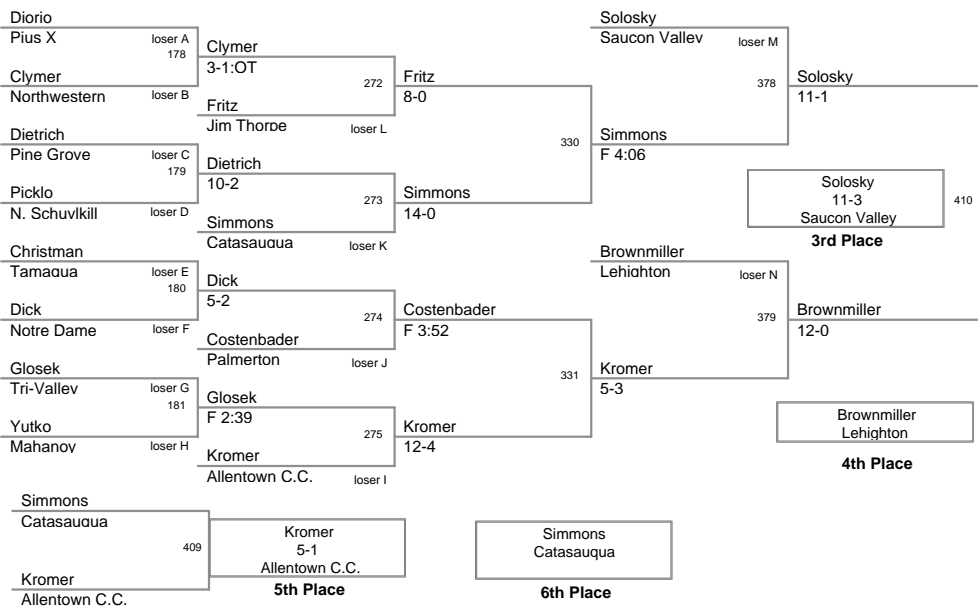 Diorio
Pius X
loser A
178
Clymer
Northwestern
loser B
Dietrich
Pine Grove
loser C
179
Picklo
N. Schuylkill
loser D
Christman
Tamaqua
loser E
180
Dick
Notre Dame
loser F
Glosek
Tri-Valley
loser G
181
Yutko
Mahanoy
loser H
Clymer
3-1:OT
272
Fritz
Jim Thorpe
loser L
Dietrich
10-2
273
Simmons
Catasauqua
loser K
Dick
5-2
274
Costenbader
Palmerton
loser J
Glosek
F 2:39
275
Kromer
Allentown C.C.
loser I
Fritz
8-0
330
Simmons
14-0
Costenbader
F 3:52
331
Kromer
12-4
Solosky
Saucon Valley
loser M
378
Simmons
F 4:06
Brownmiller
Lehighton
loser N
379
Kromer
5-3
Solosky
11-1
410
Brownmiller
12-0
Solosky
11-3
Saucon Valley
3rd Place
Brownmiller
Lehighton
4th Place
Simmons
Catasauqua
409
Kromer
Allentown C.C.
Kromer
5-1
Allentown C.C.
5th Place
Simmons
Catasauqua
6th Place